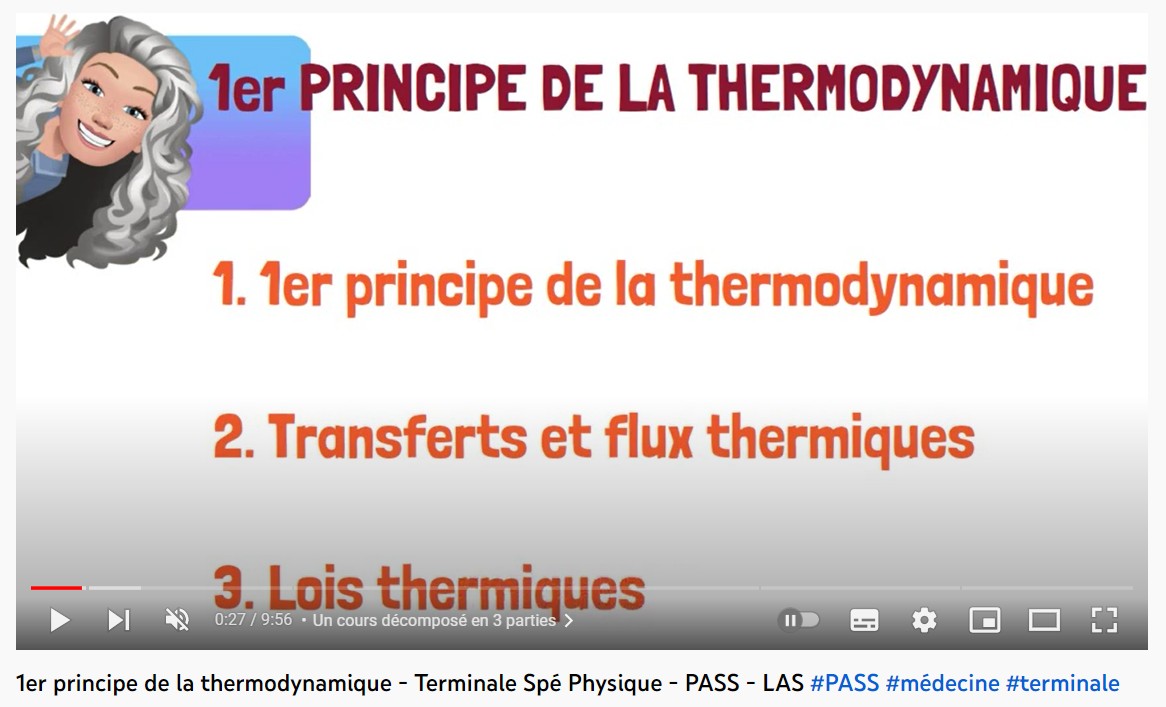 1er PRINCIPE DE LA THERMODYNAMIQUE
1. 1er principe de la thermodynamique
2. Transferts et flux thermiques
3. Lois thermiques
0:27 / 9:56 • Un cours décomposé en 3 parties
1er principe de la thermodynamique - Terminale Spé Physique - PASS - LAS #PASS #médecine #terminale